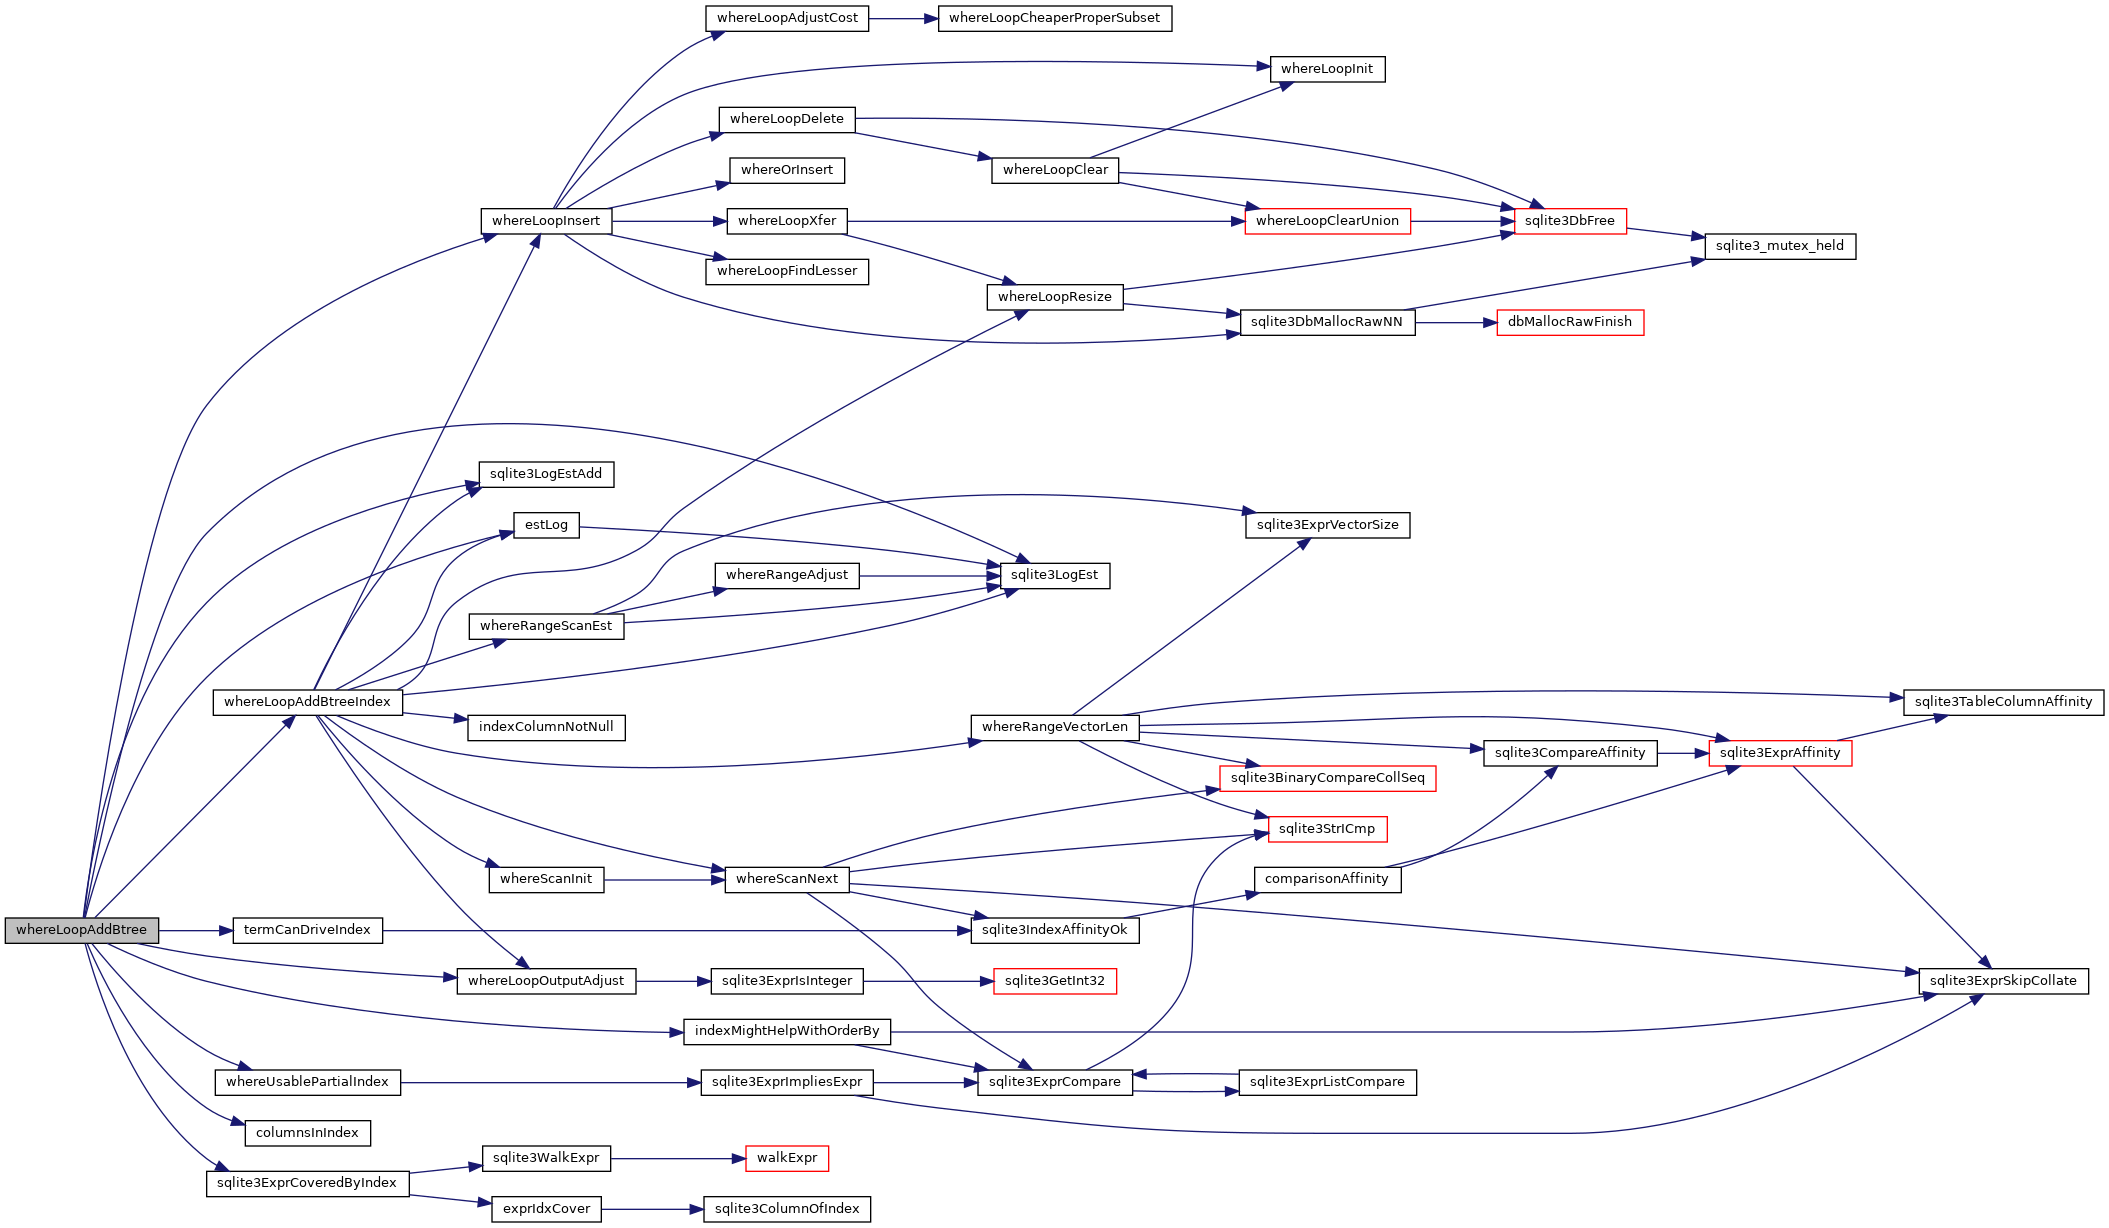 whereLoopAdjustCost
whereLoopCheaperProperSubset
whereLoopInit
whereLoopDelete
whereOrInsert
whereLoopClear
whereLoopInsert
whereLoopXfer
whereLoopClearUnion
sqlite3DbFree
sqlite3_mutex_held
whereLoopFindLesser
whereLoopResize
sqlite3DbMallocRawNN
dbMallocRawFinish
sqlite3LogEstAdd
estLog
sqlite3ExprVectorSize
whereRangeAdjust
sqlite3LogEst
whereRangeScanEst
whereLoopAddBtreeIndex
indexColumnNotNull
whereRangeVectorLen
sqlite3TableColumnAffinity
sqlite3CompareAffinity
sqlite3ExprAffinity
sqlite3BinaryCompareCollSeq
sqlite3StrICmp
whereScanInit
whereScanNext
comparisonAffinity
whereLoopAddBtree
termCanDriveIndex
sqlite3IndexAffinityOk
whereLoopOutputAdjust
sqlite3ExprIsInteger
sqlite3GetInt32
sqlite3ExprSkipCollate
indexMightHelpWithOrderBy
whereUsablePartialIndex
sqlite3ExprImpliesExpr
sqlite3ExprCompare
sqlite3ExprListCompare
columnsInIndex
sqlite3WalkExpr
walkExpr
sqlite3ExprCoveredByIndex
exprIdxCover
sqlite3ColumnOfIndex